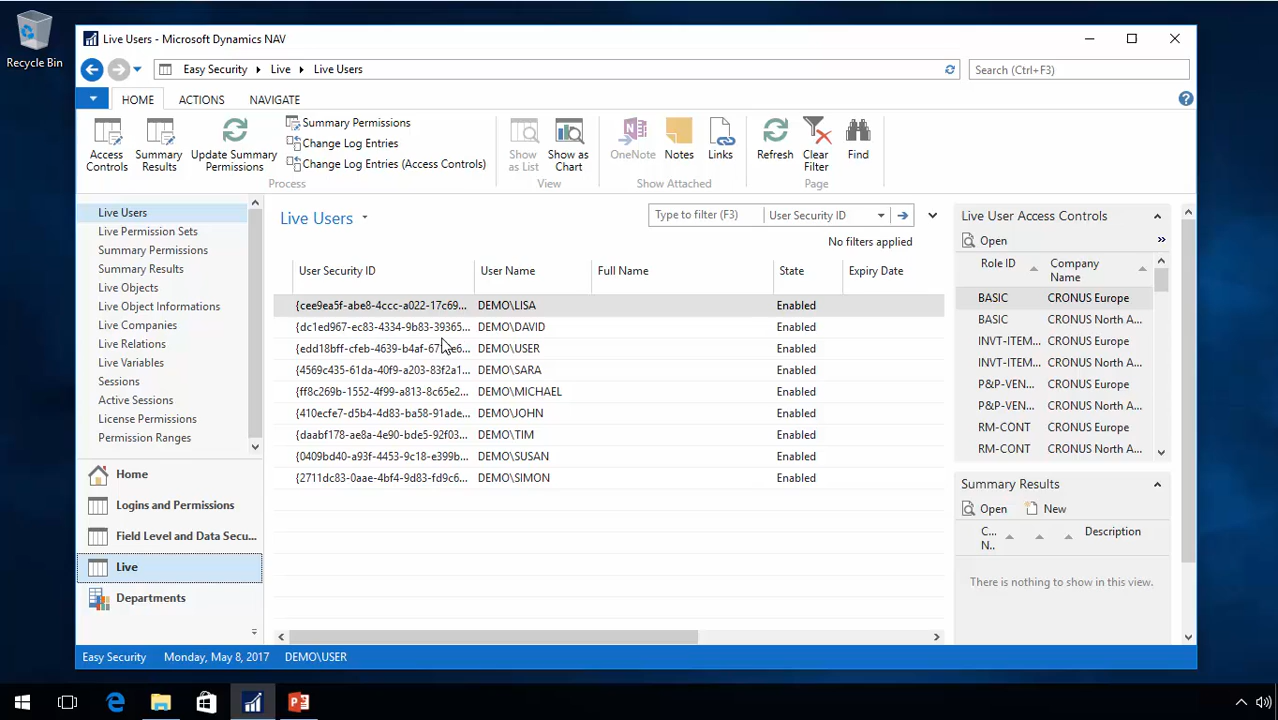 Recycle Bin
Live Users - Microsoft Dynamics NAV
Easy Security
Live
Live Users
Search (Ctrl+F3)
HOME
ACTIONS
NAVIGATE
Access Controls
Summary Results
Update Summary Permissions
Summary Permissions
Change Log Entries
Change Log Entries (Access Controls)
Process
Show as List
Show as Chart
View
OneNote
Notes
Links
Show Attached
Refresh
Clear Filter
Find
Page
Live Users
Live Permission Sets
Summary Permissions
Summary Results
Live Objects
Live Object Informations
Live Companies
Live Relations
Live Variables
Sessions
Active Sessions
License Permissions
Permission Ranges
Home
Logins and Permissions
Field Level and Data Secu...
Live
Departments
Live Users
Type to filter (F3)
User Security ID
No filters applied
User Security ID User Name Full Name State Expiry Date
{cee9ea5f-abe8-4ccc-a022-17c69... DEMO\LISA Enabled
{dc1ed967-ec83-4334-9b83-39365... DEMO\DAVID Enabled
DEMO\USER Enabled
{4569c435-61da-40f9-a203-83f2a1... DEMO\SARA Enabled
{ff8c269b-1552-4f99-a813-8c65e2... DEMO\MICHAEL Enabled
{410ecfe7-d5b4-4d83-ba58-91ade... DEMO\JOHN Enabled
{daabf178-ae8a-4e90-bde5-92f03... DEMO\TIM Enabled
{0409bd40-a93f-4453-9c18-e399b... DEMO\SUSAN Enabled
{2711dc83-0aae-4bf4-9d83-fd9c6... DEMO\SIMON Enabled
Live User Access Controls
Open
Role ID Company Name
BASIC CRONUS Europe
BASIC CRONUS North A...
INVT-ITEM... CRONUS Europe
INVT-ITEM... CRONUS North A...
P&P-VEN... CRONUS Europe
P&P-VEN... CRONUS North A...
RM-CONT CRONUS Europe
RM-CONT CRONUS North A...
Summary Results
Open
New
C... N.. Description
There is nothing to show in this view.
Easy Security
Monday, May 8, 2017
DEMO\USER